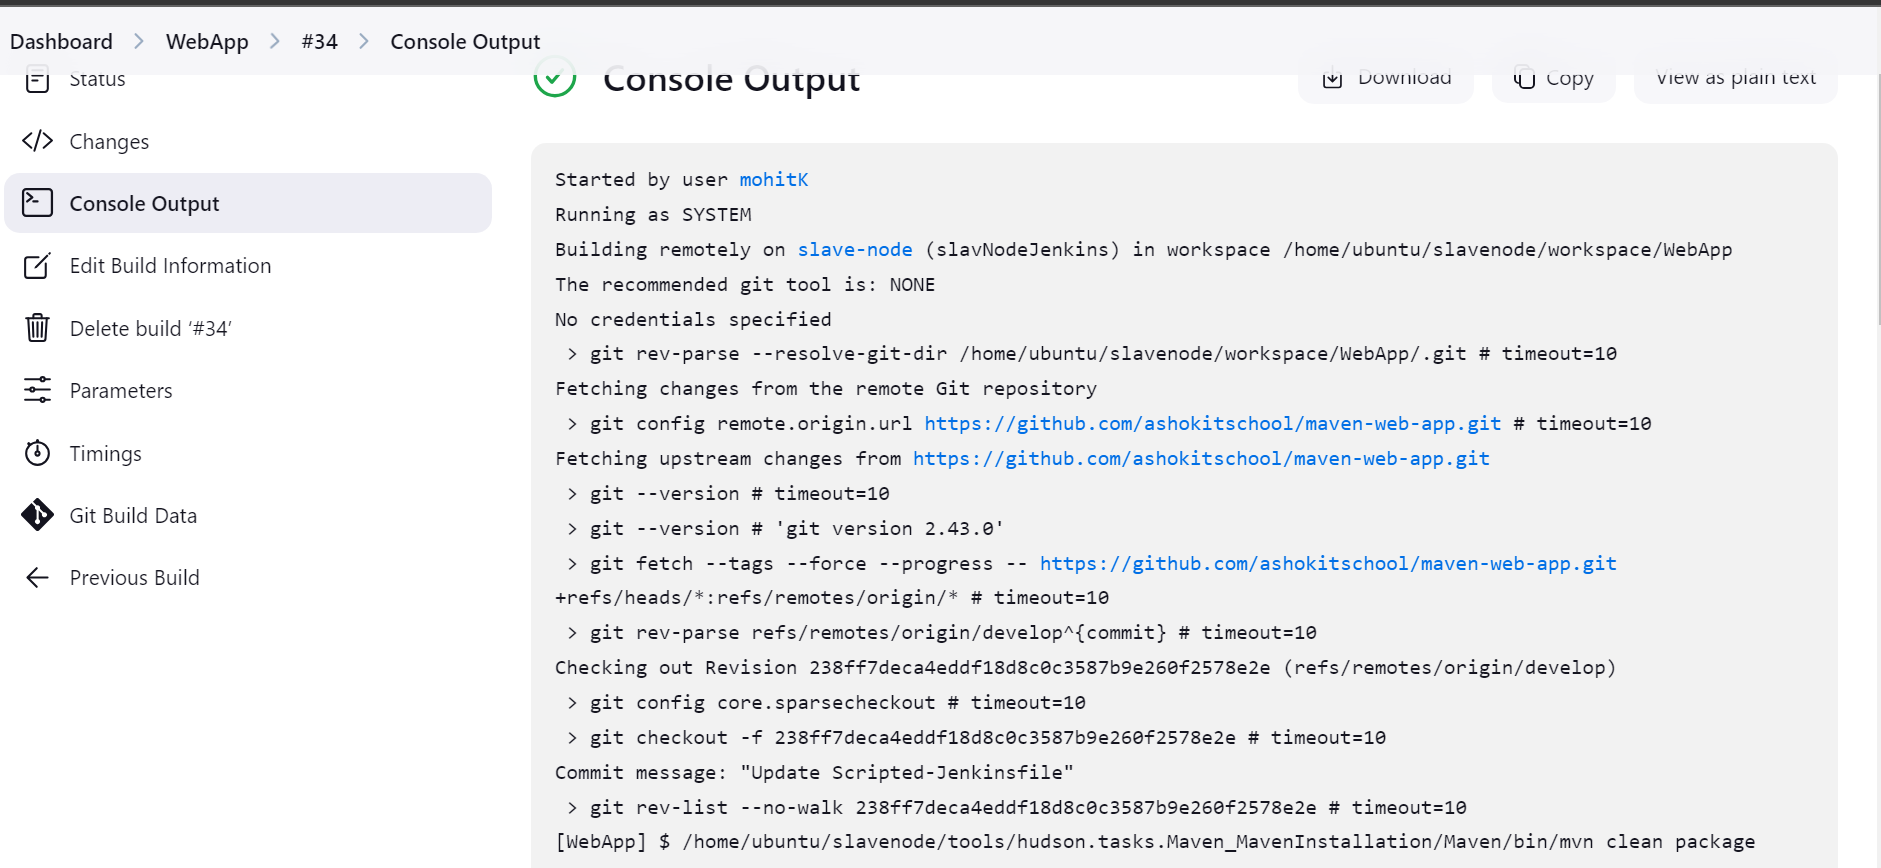 Dashboard > WebApp > #34 > Console Output
Status
Changes
Console Output
Edit Build Information
Delete build ‘#34’
Parameters
Timings
Git Build Data
Previous Build
Console Output
Download
Copy
View as plain text
Started by user mohitK
Running as SYSTEM
Building remotely on slave-node (slavNodeJenkins) in workspace /home/ubuntu/slavenode/workspace/WebApp
The recommended git tool is: NONE
No credentials specified
 > git rev-parse --resolve-git-dir /home/ubuntu/slavenode/workspace/WebApp/.git # timeout=10
Fetching changes from the remote Git repository
 > git config remote.origin.url https://github.com/ashokitschool/maven-web-app.git # timeout=10
Fetching upstream changes from https://github.com/ashokitschool/maven-web-app.git
 > git --version # timeout=10
 > git --version # 'git version 2.43.0'
 > git fetch --tags --force --progress -- https://github.com/ashokitschool/maven-web-app.git
+refs/heads/*:refs/remotes/origin/* # timeout=10
 > git rev-parse refs/remotes/origin/develop^{commit} # timeout=10
Checking out Revision 238ff7deca4eddf18d8c0c3587b9e260f2578e2e (refs/remotes/origin/develop)
 > git config core.sparsecheckout # timeout=10
 > git checkout -f 238ff7deca4eddf18d8c0c3587b9e260f2578e2e # timeout=10
Commit message: "Update Scripted-Jenkinsfile"
 > git rev-list --no-walk 238ff7deca4eddf18d8c0c3587b9e260f2578e2e # timeout=10
[WebApp] $ /home/ubuntu/slavenode/tools/hudson.tasks.Maven_MavenInstallation/Maven/bin/mvn clean package